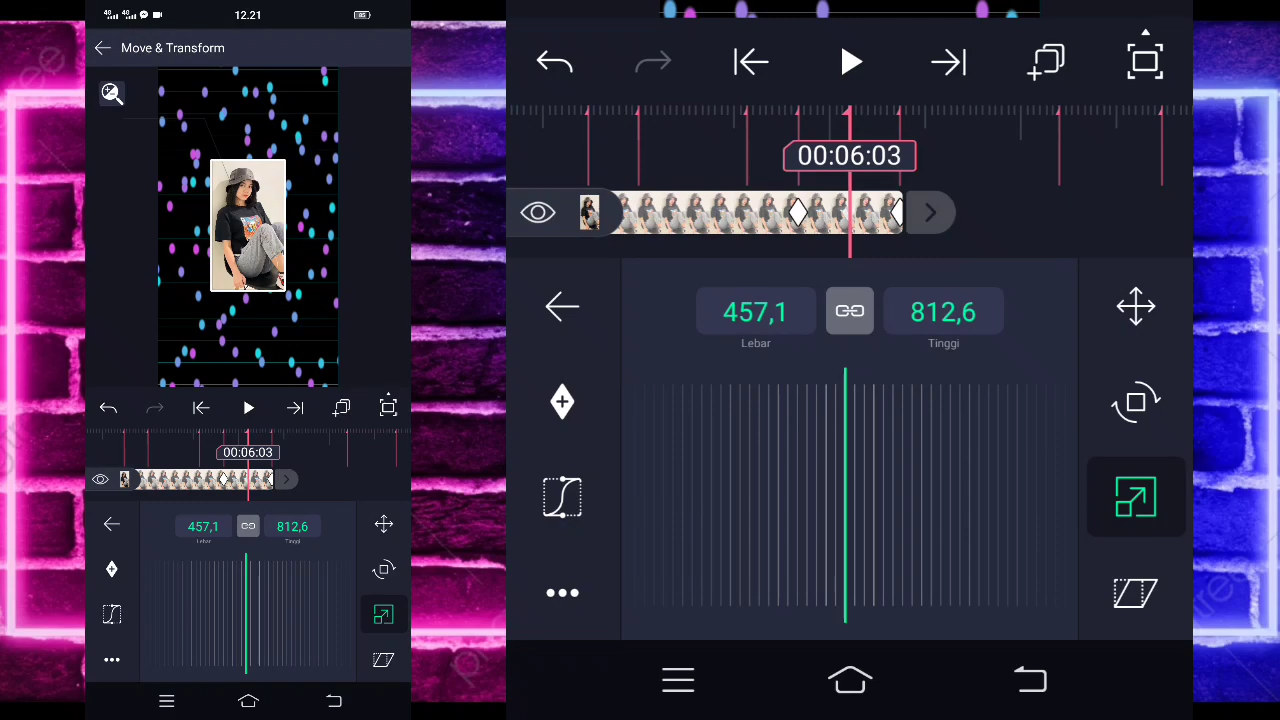 12.21
Move & Transform
00:06:03
457,1
812,6
Lebar
Tinggi
00:06:03
457,1
812,6
Lebar
Tinggi